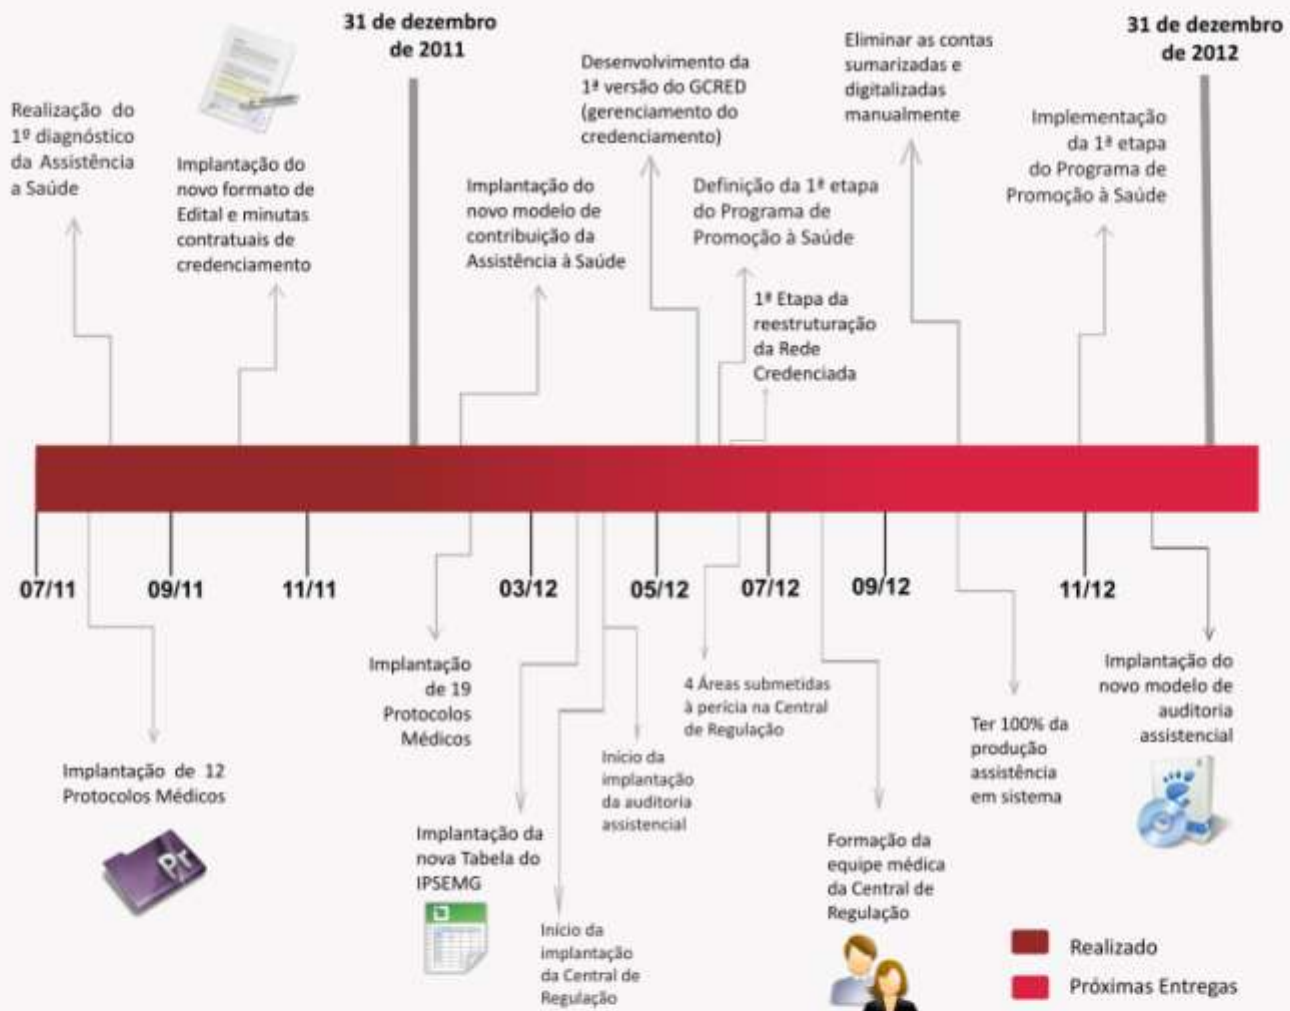 31 de dezembro
de 2011
31 de dezembro
de 2012
Realização do
1º diagnóstico
da Assistência
a Saúde
Implantação do
novo formato de
Edital e minutas
contratuais de
credenciamento
Implantação do
novo modelo de
contribuição da
Assistência à Saúde
Desenvolvimento da
1ª versão do GCRED
(gerenciamento do
credenciamento)
Definição da 1ª etapa
do Programa de
Promoção à Saúde
1ª Etapa da
reestruturação
da Rede
Credenciada
Eliminar as contas
sumarizadas e
digitalizadas
manualmente
Implementação
da 1ª etapa
do Programa de
Promoção à Saúde
07/11
09/11
11/11
03/12
05/12
07/12
09/12
11/12
Implantação de 12
Protocolos Médicos
Pr
Implantação
de 19
Protocolos
Médicos
Implantação da
nova Tabela do
IPSEMG
Início da
implantação
da Central de
Regulação
Início da
implantação
da auditoria
assistencial
4 Áreas submetidas
à perícia na Central
de Regulação
Formação da
equipe médica
da Central de
Regulação
Ter 100% da
produção
assistência
em sistema
Implantação do
novo modelo de
auditoria
assistencial
Realizado
Próximas Entregas